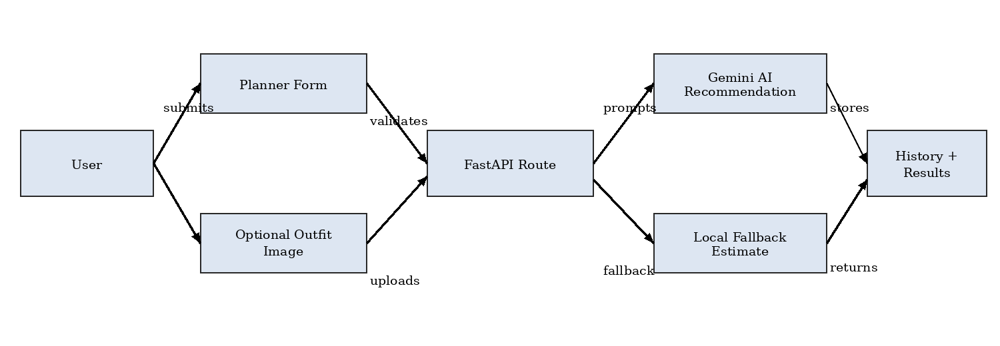 Planner Form
submits
validates
User
Optional Outfit
Image
uploads
FastAPI Route
prompts
fallback
Gemini AI
Recommendation
stores
Local Fallback
Estimate
returns
History +
Results